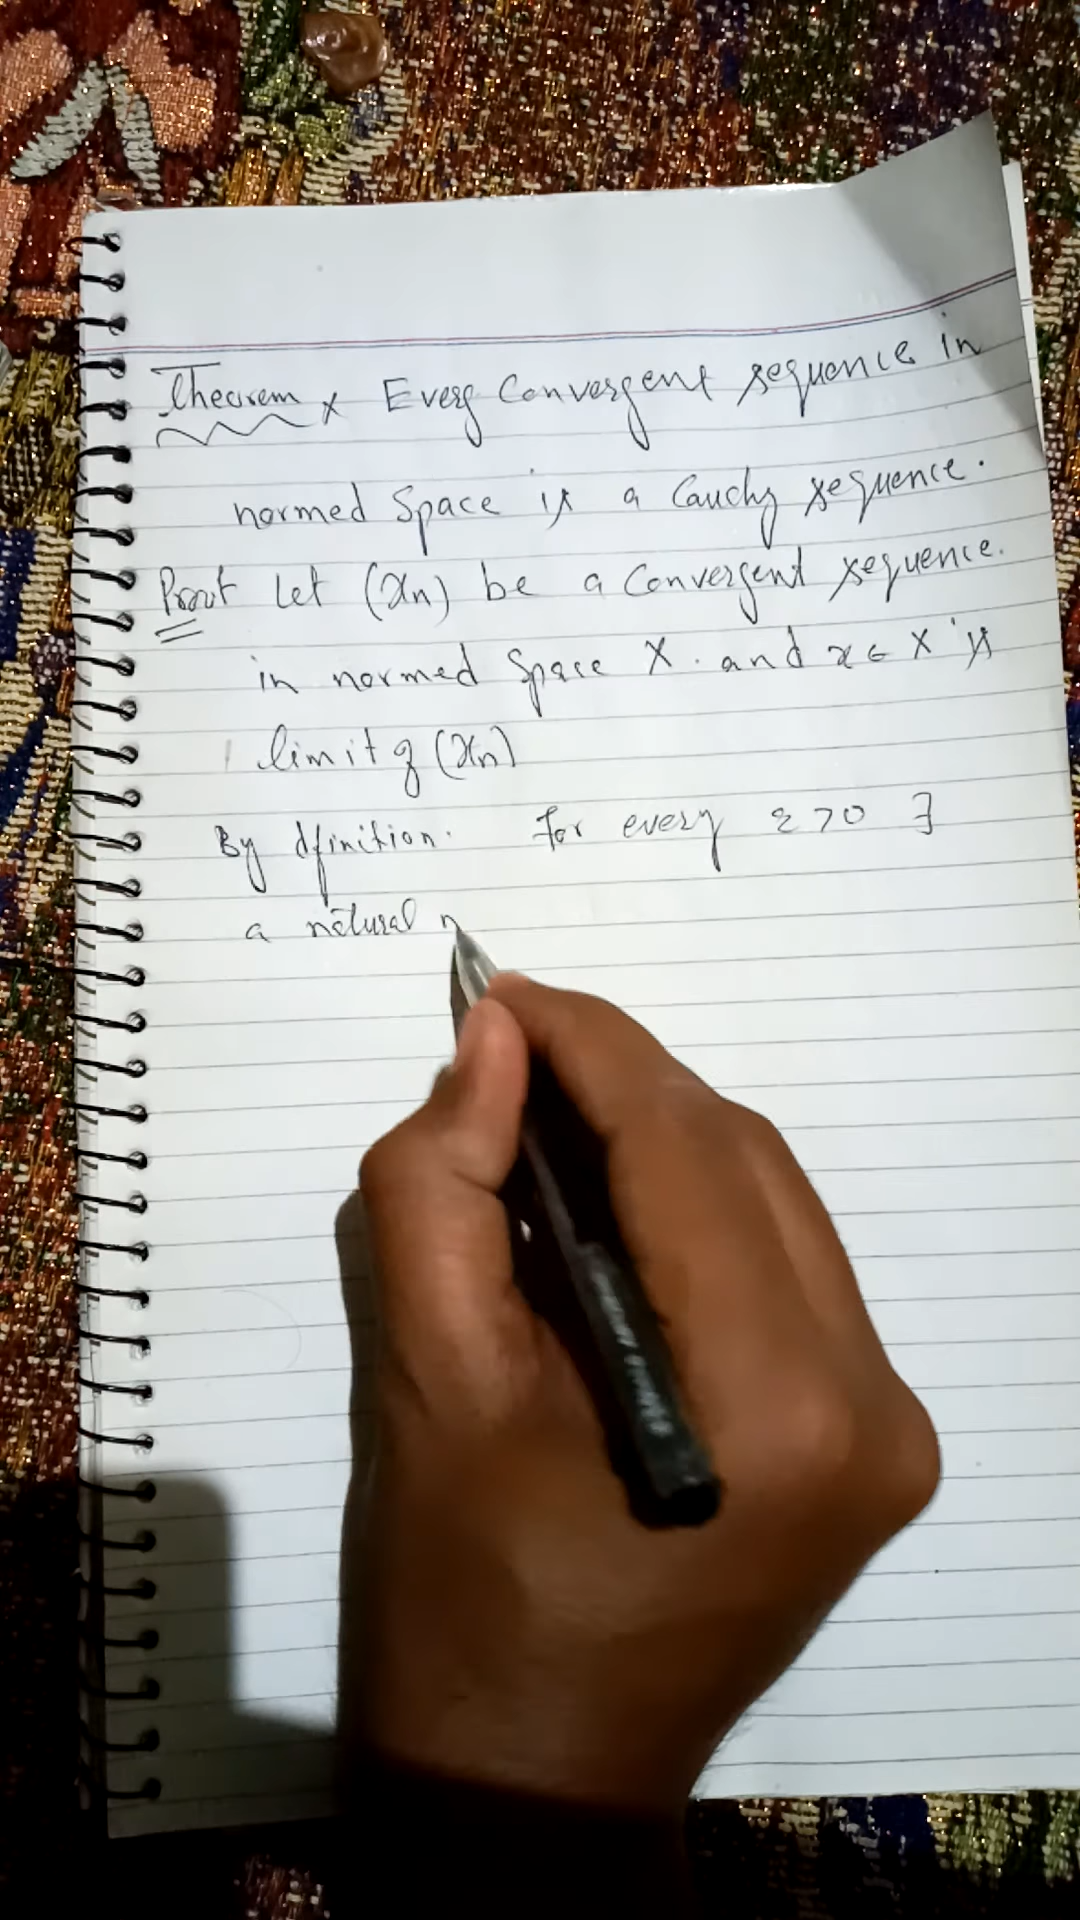 Theorem x Every Convergent sequence in
normed Space is a Cauchy sequence.
Proof Let (xn) be a Convergent sequence.
in normed Space X. and x ∈ X is
limit of (xn)
By dfinition. for every ε > 0 ∃
a natural n